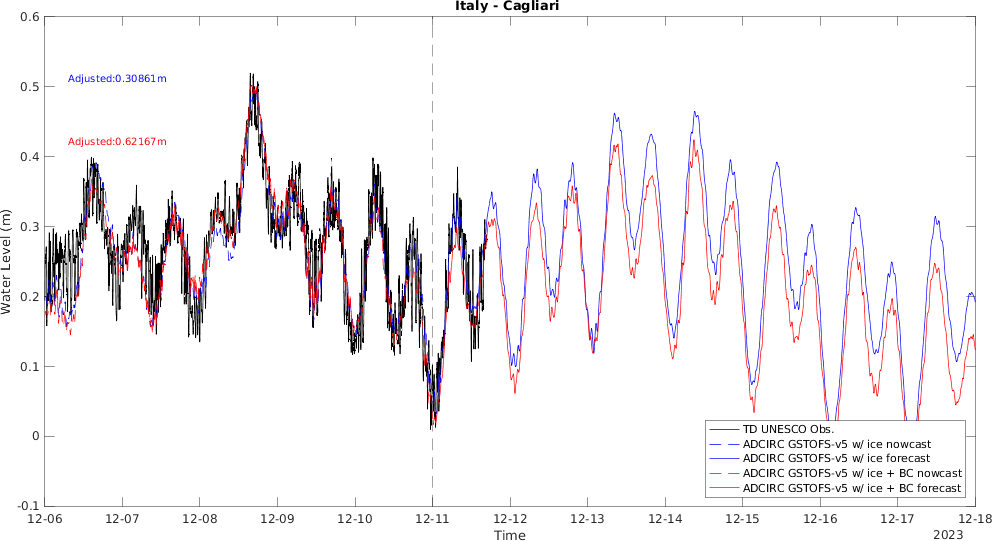 Italy - Cagliari
0.6
0.5
0.4
0.3
0.2
0.1
0
-0.1
Water Level (m)
Adjusted:0.30861m
Adjusted:0.62167m
TD UNESCO Obs.
ADCIRC GSTOFS-v5 w/ ice nowcast
ADCIRC GSTOFS-v5 w/ ice forecast
ADCIRC GSTOFS-v5 w/ ice + BC nowcast
ADCIRC GSTOFS-v5 w/ ice + BC forecast
12-06 12-07 12-08 12-09 12-10 12-11 12-12 12-13 12-14 12-15 12-16 12-17 12-18
Time
2023